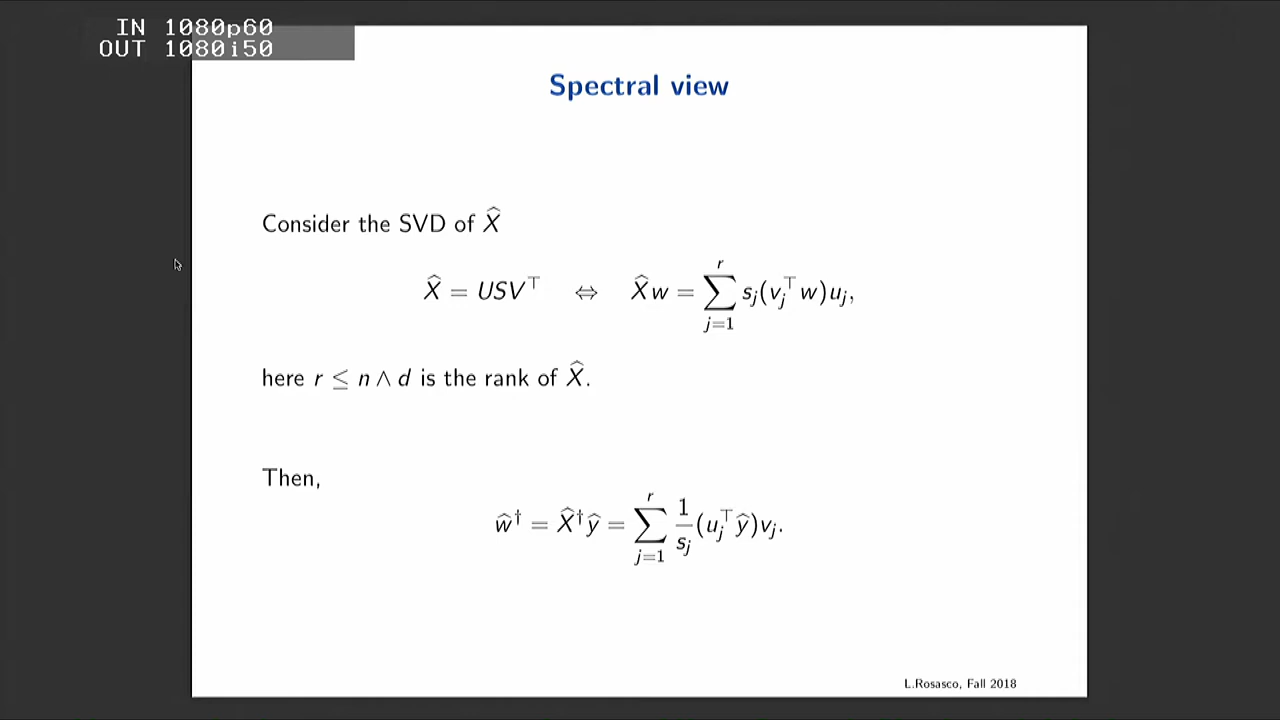 IN 1080p60
OUT 1080i50
Spectral view
Consider the SVD of X̂
X̂ = USV⊤ ⇔ X̂w = ∑_{j=1}^{r} s_j(v_j^⊤ w)u_j,
here r ≤ n ∧ d is the rank of X̂.
Then,
ŵ† = X̂†ŷ = ∑_{j=1}^{r} 1/s_j (u_j^⊤ ŷ)v_j.
L.Rosasco, Fall 2018